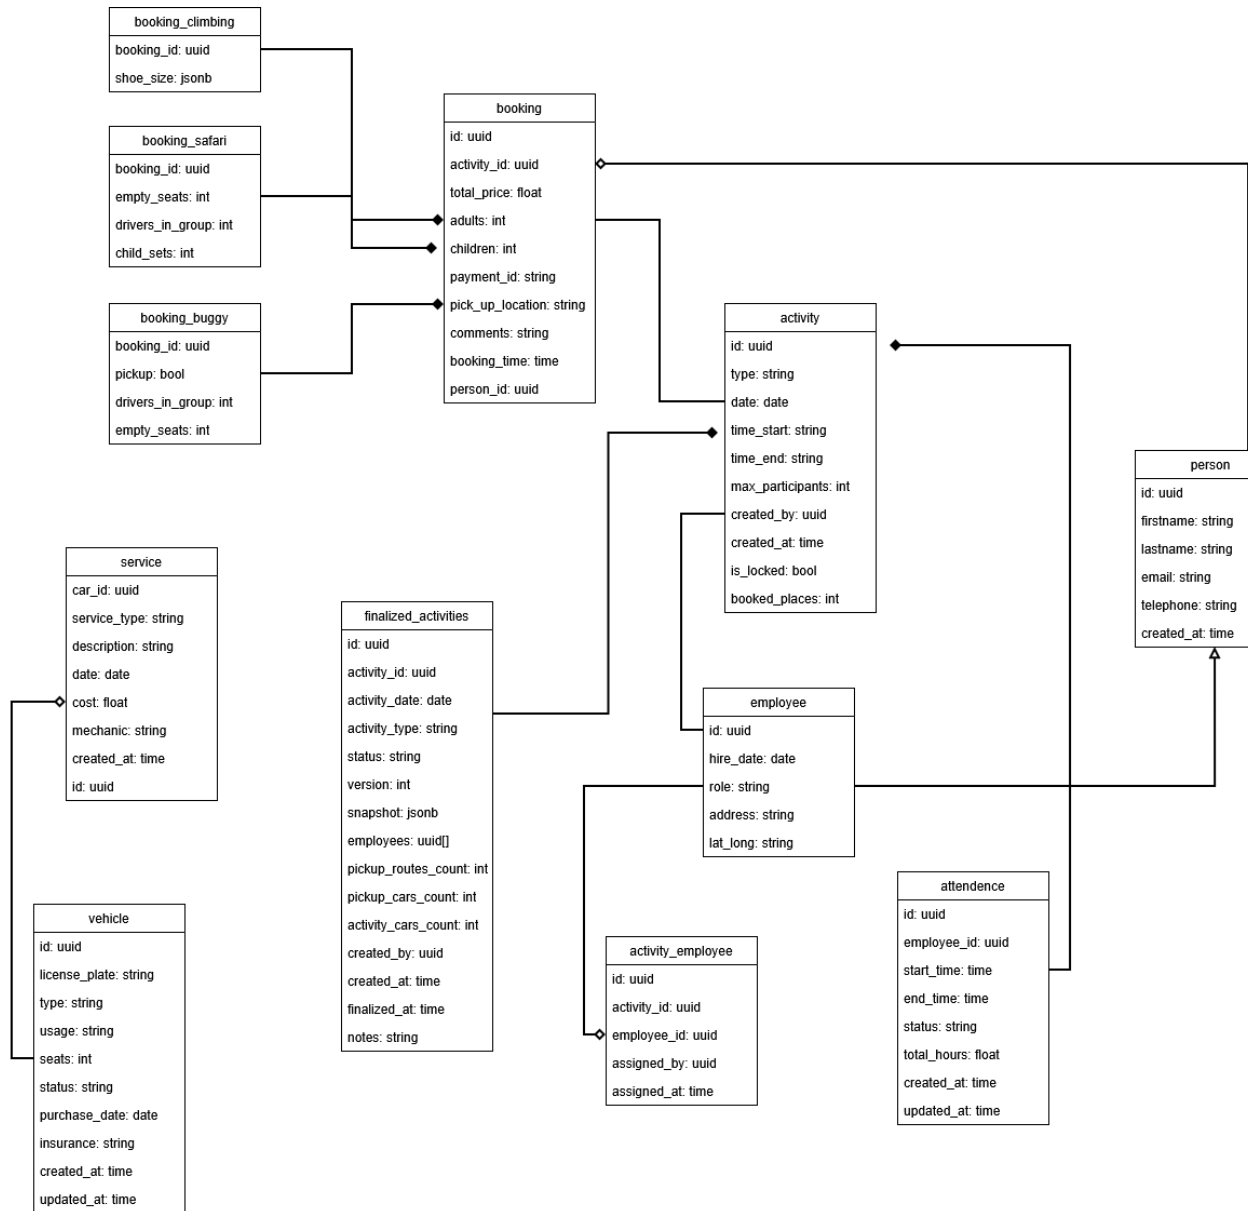 booking_climbing
booking_id: uuid
shoe_size: jsonb
booking_safari
booking_id: uuid
empty_seats: int
drivers_in_group: int
child_sets: int
booking_buggy
booking_id: uuid
pickup: bool
drivers_in_group: int
empty_seats: int
booking
id: uuid
activity_id: uuid
total_price: float
adults: int
children: int
payment_id: string
pick_up_location: string
comments: string
booking_time: time
person_id: uuid
activity
id: uuid
type: string
date: date
time_start: string
time_end: string
max_participants: int
created_by: uuid
created_at: time
is_locked: bool
booked_places: int
person
id: uuid
firstname: string
lastname: string
email: string
telephone: string
created_at: time
service
car_id: uuid
service_type: string
description: string
date: date
cost: float
mechanic: string
created_at: time
id: uuid
finalized_activities
id: uuid
activity_id: uuid
activity_date: date
activity_type: string
status: string
version: int
snapshot: jsonb
employees: uuid[]
pickup_routes_count: int
pickup_cars_count: int
activity_cars_count: int
created_by: uuid
created_at: time
finalized_at: time
notes: string
employee
id: uuid
hire_date: date
role: string
address: string
lat_long: string
attendence
id: uuid
employee_id: uuid
start_time: time
end_time: time
status: string
total_hours: float
created_at: time
updated_at: time
vehicle
id: uuid
license_plate: string
type: string
usage: string
seats: int
status: string
purchase_date: date
insurance: string
created_at: time
updated_at: time
activity_employee
id: uuid
activity_id: uuid
employee_id: uuid
assigned_by: uuid
assigned_at: time